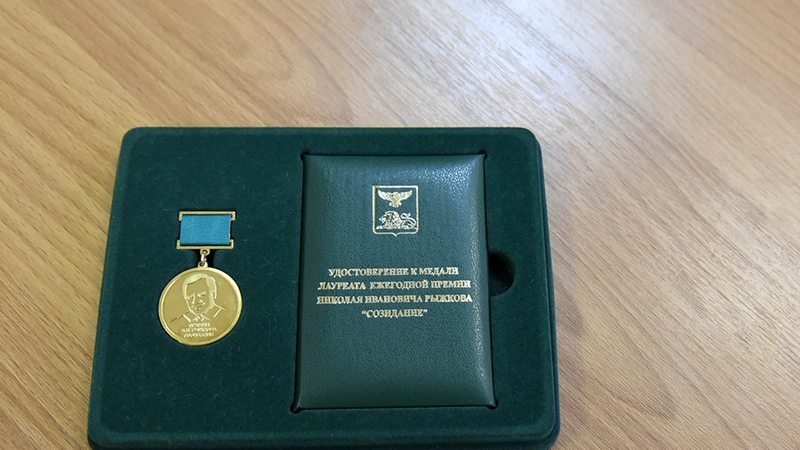 УДОСТОВЕРЕНИЕ К МЕДАЛИ
ЛАУРЕАТА ЕЖЕГОДНОЙ ПРЕМИИ
НИКОЛАЯ ИВАНОВИЧА РЫЖКОВА
"СОЗИДАНИЕ"